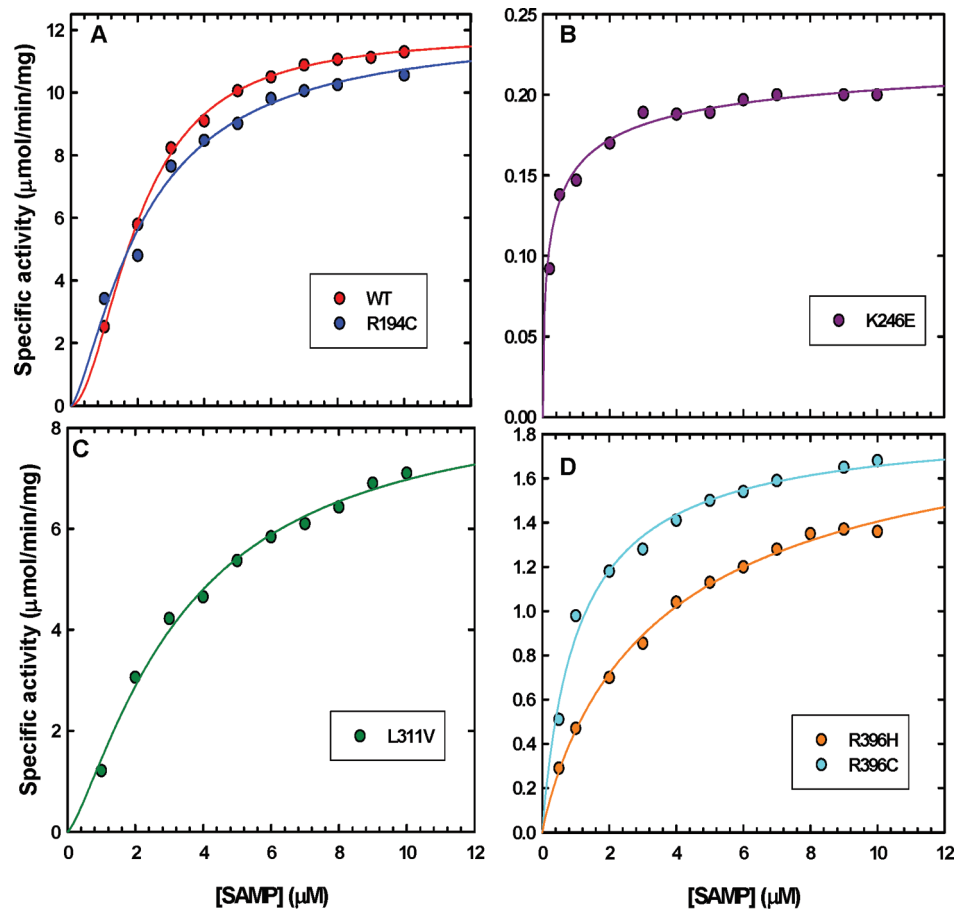 A
Specific activity (μmol/min/mg)
12
10
8
6
4
2
0
WT
R194C
B
0.25
0.20
0.15
0.10
0.05
0.00
K246E
C
Specific activity (μmol/min/mg)
8
6
4
2
0
L311V
0 2 4 6 8 10 12
[SAMP] (μM)
D
1.8
1.6
1.4
1.2
1.0
0.8
0.6
0.4
0.2
0.0
R396H
R396C
0 2 4 6 8 10 12
[SAMP] (μM)